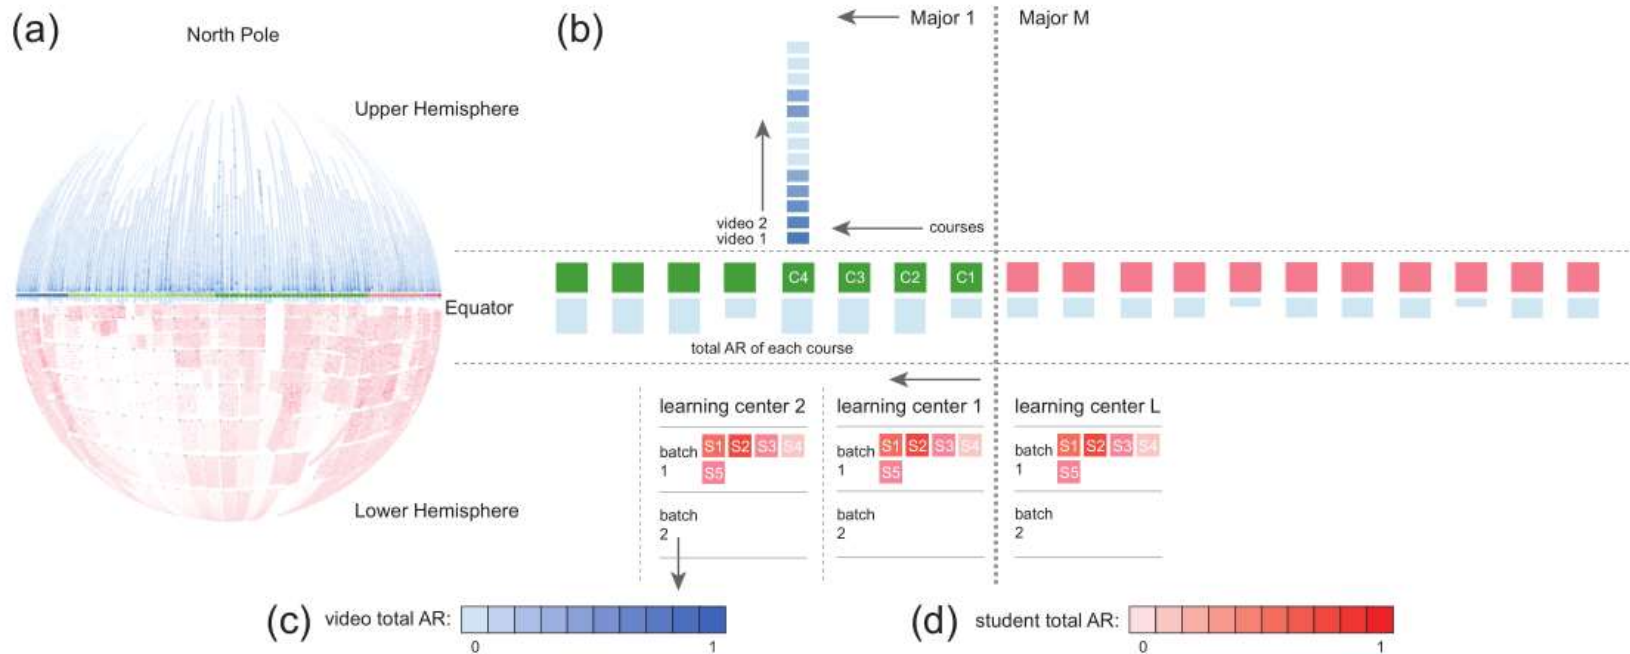 (a)
North Pole
Upper Hemisphere
Equator
Lower Hemisphere
(b)
Major 1
Major M
video 2
video 1
courses
C4 C3 C2 C1
total AR of each course
learning center 2
batch
1
S1 S2 S3 S4
S5
batch
2
learning center 1
batch
1
S1 S2 S3 S4
S5
batch
2
learning center L
batch
1
S1 S2 S3 S4
S5
batch
2
(c) video total AR:
0 1
(d) student total AR:
0 1